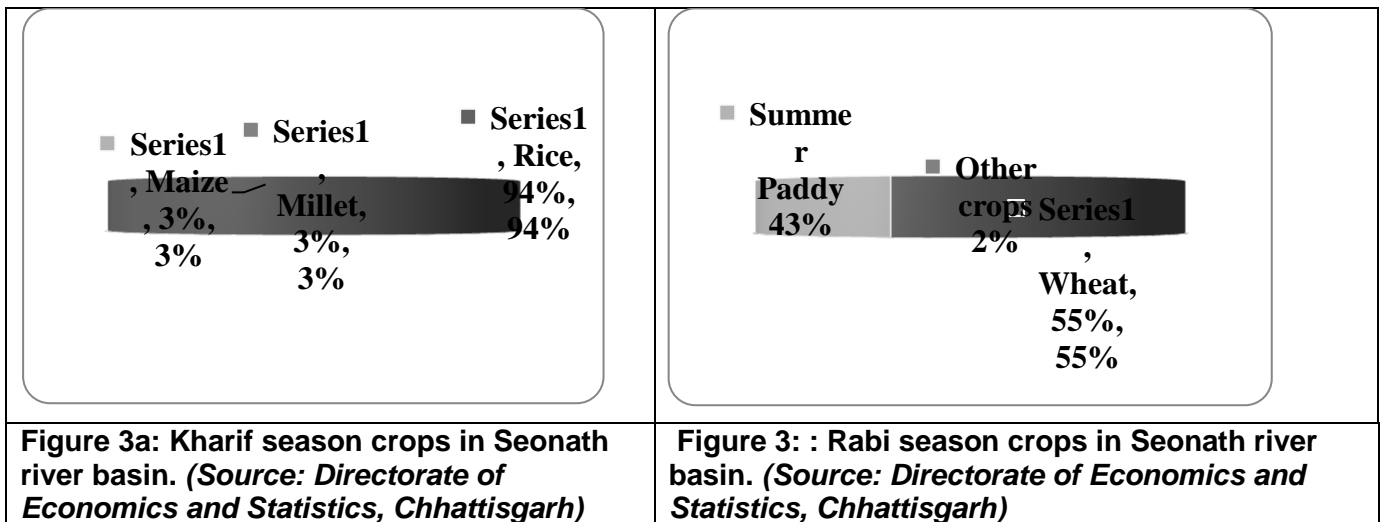 Series1
, Maize
, 3%,
3%
Series1
,
Millet,
3%,
3%
Series1
, Rice,
94%,
94%
Summe
r
Paddy
43%
Other
crops
2%
Series1
,
Wheat,
55%,
55%
Figure 3a: Kharif season crops in Seonath
river basin. (Source: Directorate of
Economics and Statistics, Chhattisgarh)
Figure 3: : Rabi season crops in Seonath river
basin. (Source: Directorate of Economics and
Statistics, Chhattisgarh)